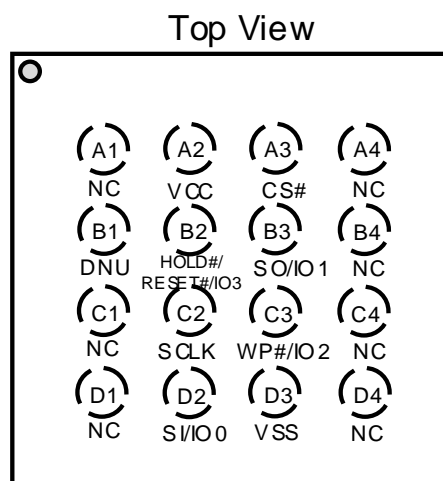 Top View
A1 A2 A3 A4
NC VCC CS# NC
B1 B2 B3 B4
DNU HOLD#/ SO/IO1 NC
RESET#/IO3
C1 C2 C3 C4
NC SCLK WP#/IO2 NC
D1 D2 D3 D4
NC SI/IO0 VSS NC